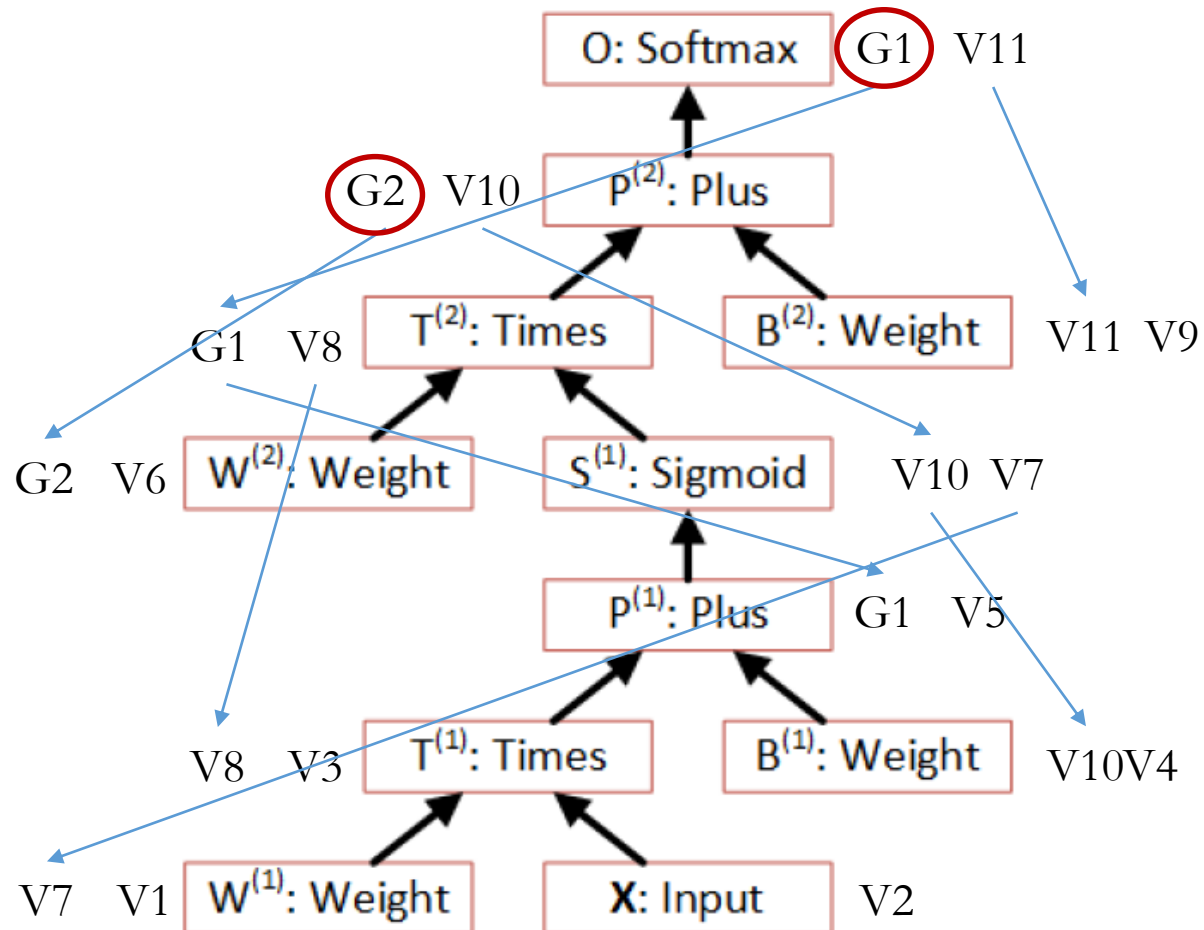 O: Softmax G1 V11
G2 V10 P(2): Plus
G1 V8 T(2): Times B(2): Weight V11 V9
G2 V6 W(2): Weight S(1): Sigmoid V10 V7
P(1): Plus G1 V5
V8 V3 T(1): Times B(1): Weight V10V4
V7 V1 W(1): Weight X: Input V2